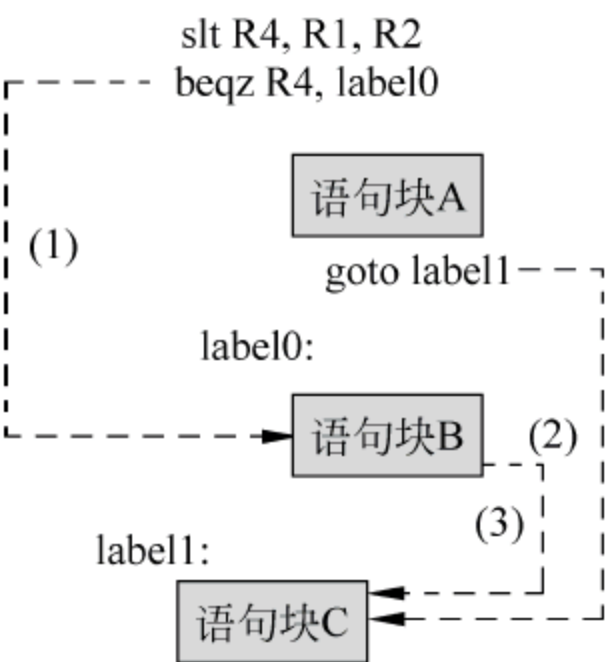 slt R4, R1, R2
beqz R4, label0
语句块A
(1)
goto label1
label0:
语句块B
(2)
(3)
label1:
语句块C